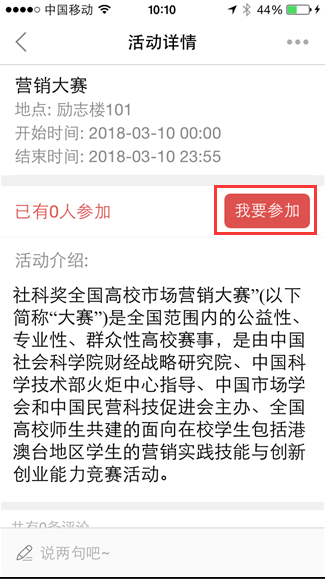 中国移动 10:10 44%
活动详情
营销大赛
地点: 励志楼101
开始时间: 2018-03-10 00:00
结束时间: 2018-03-10 23:55
已有0人参加 我要参加
活动介绍:
社科奖全国高校市场营销大赛”(以下
简称“大赛”)是全国范围内的公益性、
专业性、群众性高校赛事，是由中国
社会科学院财经战略研究院、中国科
学技术部火炬中心指导、中国市场学
会和中国民营科技促进会主办、全国
高校师生共建的面向在校学生包括港
澳台地区学生的营销实践技能与创新
创业能力竞赛活动。
共有0条评论
说两句吧~